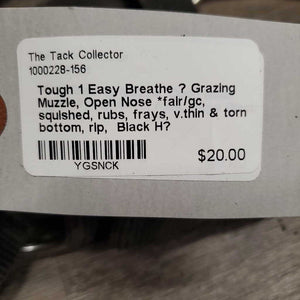 The Tack Collector
1000228-156
Tough 1 Easy Breathe ? Grazing
Muzzle, Open Nose *fair/gc,
squished, rubs, frays, v.thin & torn
bottom, rip, Black H?
YGSNCK
$20.00